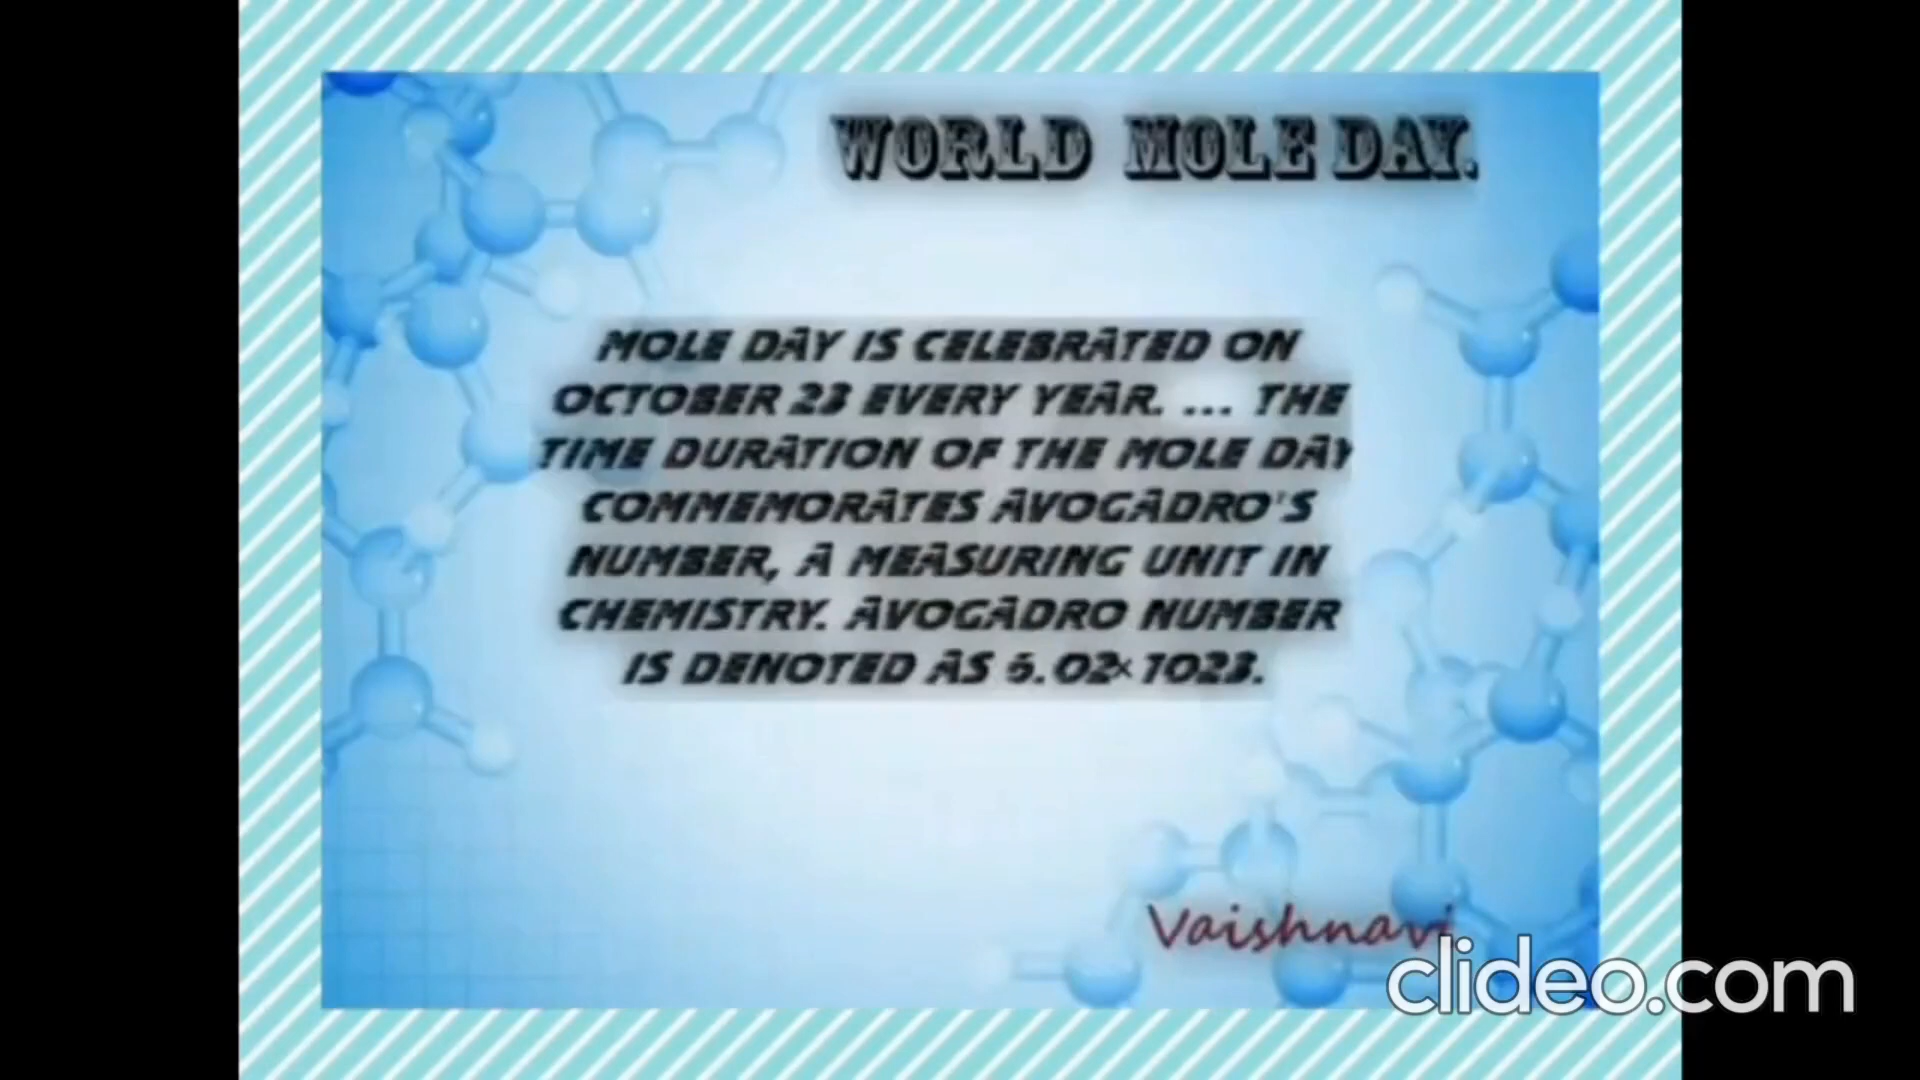 WORLD MOLE DAY.
MOLE DAY IS CELEBRATED ON
OCTOBER 23 EVERY YEAR. ... THE
TIME DURATION OF THE MOLE DAY
COMMEMORATES AVOGADRO'S
NUMBER, A MEASURING UNIT IN
CHEMISTRY. AVOGADRO NUMBER
IS DENOTED AS 6.02×1023.
Vaishnavi
clideo.com